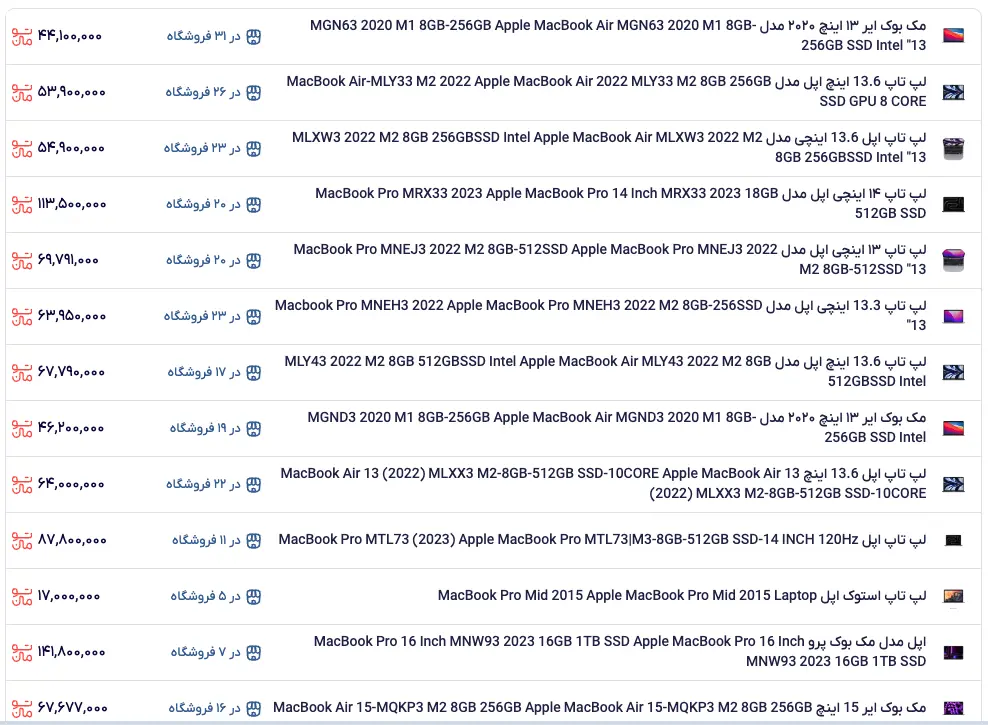 مک بوک ایر ۱۳ اینچ ۲۰۲۰ مدل MGN63 2020 M1 8GB-256GB Apple MacBook Air MGN63 2020 M1 8GB-
256GB SSD Intel "13
در ۳۱ فروشگاه
۴۴,۱۰۰,۰۰۰ تومان
لپ تاپ 13.6 اینچ اپل مدل MacBook Air-MLY33 M2 2022 Apple MacBook Air 2022 MLY33 M2 8GB 256GB
SSD GPU 8 CORE
در ۲۶ فروشگاه
۵۳,۹۰۰,۰۰۰ تومان
لپ تاپ اپل 13.6 اینچی مدل MLXW3 2022 M2 8GB 256GBSSD Intel Apple MacBook Air MLXW3 2022 M2
8GB 256GBSSD Intel "13
در ۲۳ فروشگاه
۵۴,۹۰۰,۰۰۰ تومان
لپ تاپ ۱۴ اینچی اپل مدل MacBook Pro MRX33 2023 Apple MacBook Pro 14 Inch MRX33 2023 18GB
512GB SSD
در ۲۰ فروشگاه
۱۱۳,۵۰۰,۰۰۰ تومان
لپ تاپ ۱۳ اینچی اپل مدل MacBook Pro MNEJ3 2022 M2 8GB-512SSD Apple MacBook Pro MNEJ3 2022
M2 8GB-512SSD "13
در ۲۰ فروشگاه
۶۹,۷۹۱,۰۰۰ تومان
لپ تاپ 13.3 اینچی اپل مدل Macbook Pro MNEH3 2022 Apple MacBook Pro MNEH3 2022 M2 8GB-256SSD
"13
در ۲۳ فروشگاه
۶۳,۹۵۰,۰۰۰ تومان
لپ تاپ 13.6 اینچ اپل مدل MLY43 2022 M2 8GB 512GBSSD Intel Apple MacBook Air MLY43 2022 M2 8GB
512GBSSD Intel
در ۱۷ فروشگاه
۶۷,۷۹۰,۰۰۰ تومان
مک بوک ایر ۱۳ اینچ ۲۰۲۰ مدل MGND3 2020 M1 8GB-256GB Apple MacBook Air MGND3 2020 M1 8GB-
256GB SSD Intel
در ۱۹ فروشگاه
۴۶,۲۰۰,۰۰۰ تومان
لپ تاپ اپل 13.6 اینچ MacBook Air 13 (2022) MLXX3 M2-8GB-512GB SSD-10CORE Apple MacBook Air 13
(2022) MLXX3 M2-8GB-512GB SSD-10CORE
در ۲۲ فروشگاه
۶۴,۰۰۰,۰۰۰ تومان
لپ تاپ اپل MacBook Pro MTL73 (2023) Apple MacBook Pro MTL73|M3-8GB-512GB SSD-14 INCH 120Hz
در ۱۱ فروشگاه
۸۷,۸۰۰,۰۰۰ تومان
لپ تاپ استوک اپل MacBook Pro Mid 2015 Apple MacBook Pro Mid 2015 Laptop
در ۵ فروشگاه
۱۷,۰۰۰,۰۰۰ تومان
اپل مدل مک بوک پرو MacBook Pro 16 Inch MNW93 2023 16GB 1TB SSD Apple MacBook Pro 16 Inch
MNW93 2023 16GB 1TB SSD
در ۷ فروشگاه
۱۴۱,۸۰۰,۰۰۰ تومان
مک بوک ایر 15 اینچ MacBook Air 15-MQKP3 M2 8GB 256GB Apple MacBook Air 15-MQKP3 M2 8GB 256GB
در ۱۶ فروشگاه
۶۷,۶۷۷,۰۰۰ تومان